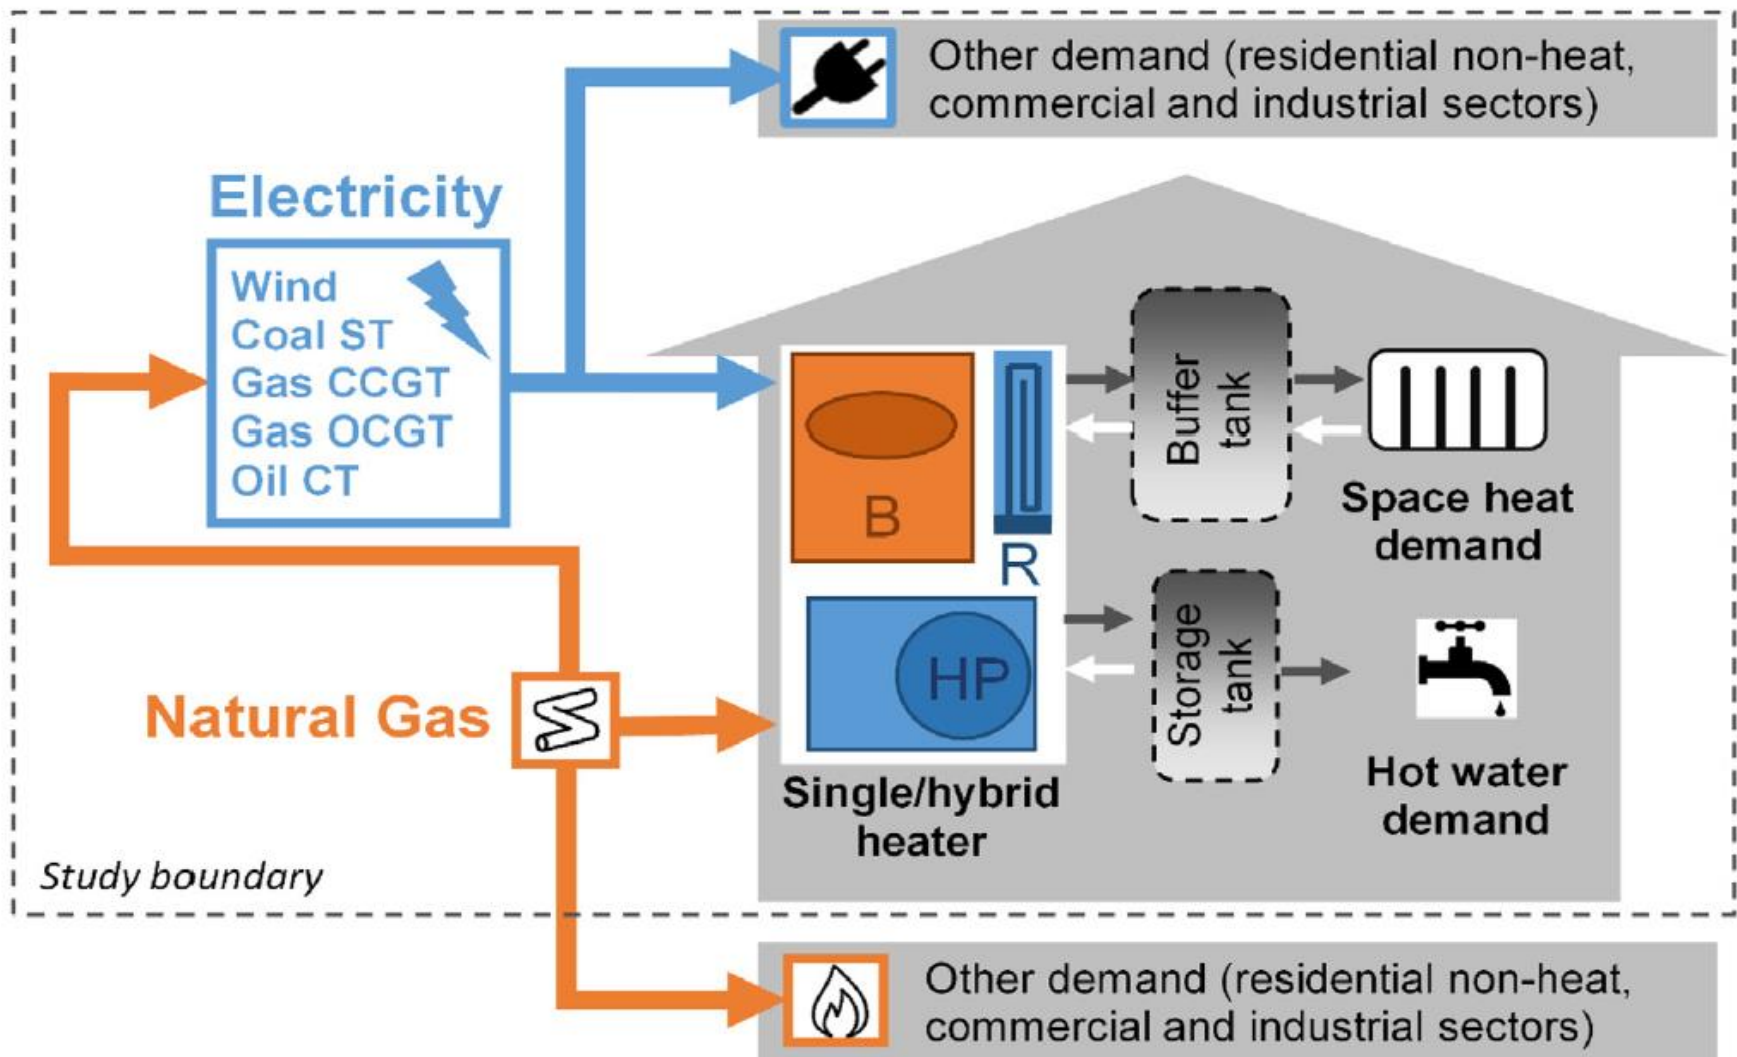 Other demand (residential non-heat,
commercial and industrial sectors)
Electricity
Wind
Coal ST
Gas CCGT
Gas OCGT
Oil CT
B
R
HP
Single/hybrid
heater
Buffer
tank
Space heat
demand
Storage
tank
Hot water
demand
Natural Gas
Study boundary
Other demand (residential non-heat,
commercial and industrial sectors)